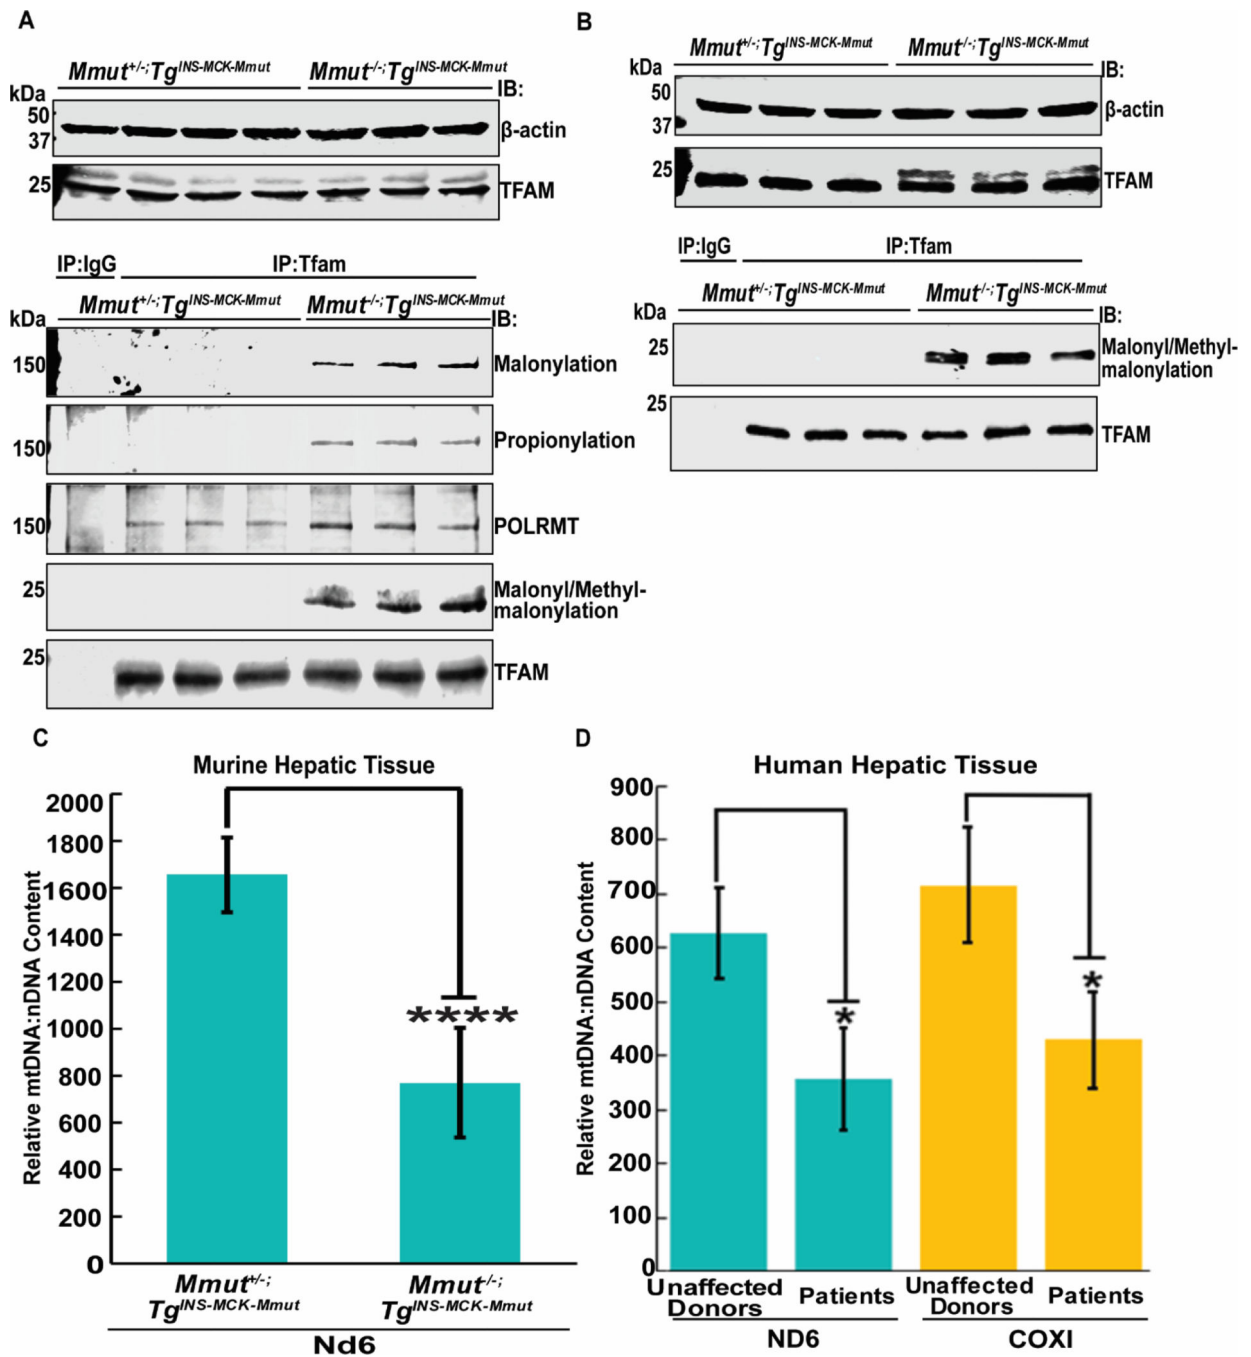 A
Mmut+/-;TgINS-MCK-Mmut Mmut-/-;TgINS-MCK-Mmut
kDa IB:
50
37
β-actin
25
TFAM
IP:IgG IP:Tfam
Mmut+/-;TgINS-MCK-Mmut Mmut-/-;TgINS-MCK-Mmut
kDa IB:
150 Malonylation
150 Propionylation
150 POLRMT
25 Malonyl/Methyl-
malonylation
25
TFAM
B
Mmut+/-;TgINS-MCK-Mmut Mmut-/-;TgINS-MCK-Mmut
kDa IB:
50
β-actin
37
25
TFAM
IP:IgG IP:Tfam
Mmut+/-;TgINS-MCK-Mmut Mmut-/-;TgINS-MCK-Mmut
kDa IB:
25 Malonyl/Methyl-
malonylation
25
TFAM
C
Murine Hepatic Tissue
Relative mtDNA:nDNA Content
2000
1800
1600
1400
1200
1000
800
600
400
200
0
****
Mmut+/-;
TgINS-MCK-Mmut
Mmut-/-;
TgINS-MCK-Mmut
Nd6
D
Human Hepatic Tissue
Relative mtDNA:nDNA Content
900
800
700
600
500
400
300
200
100
0
*
*
Unaffected
Donors
Patients
Unaffected
Donors
Patients
ND6
COXI